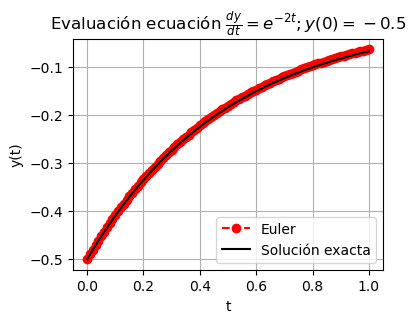 Evaluación ecuación $\frac{dy}{dt} = e^{-2t}; y(0) = -0.5$
y(t)
−0.1
−0.2
−0.3
−0.4
−0.5
0.0 0.2 0.4 0.6 0.8 1.0
t
Euler
Solución exacta